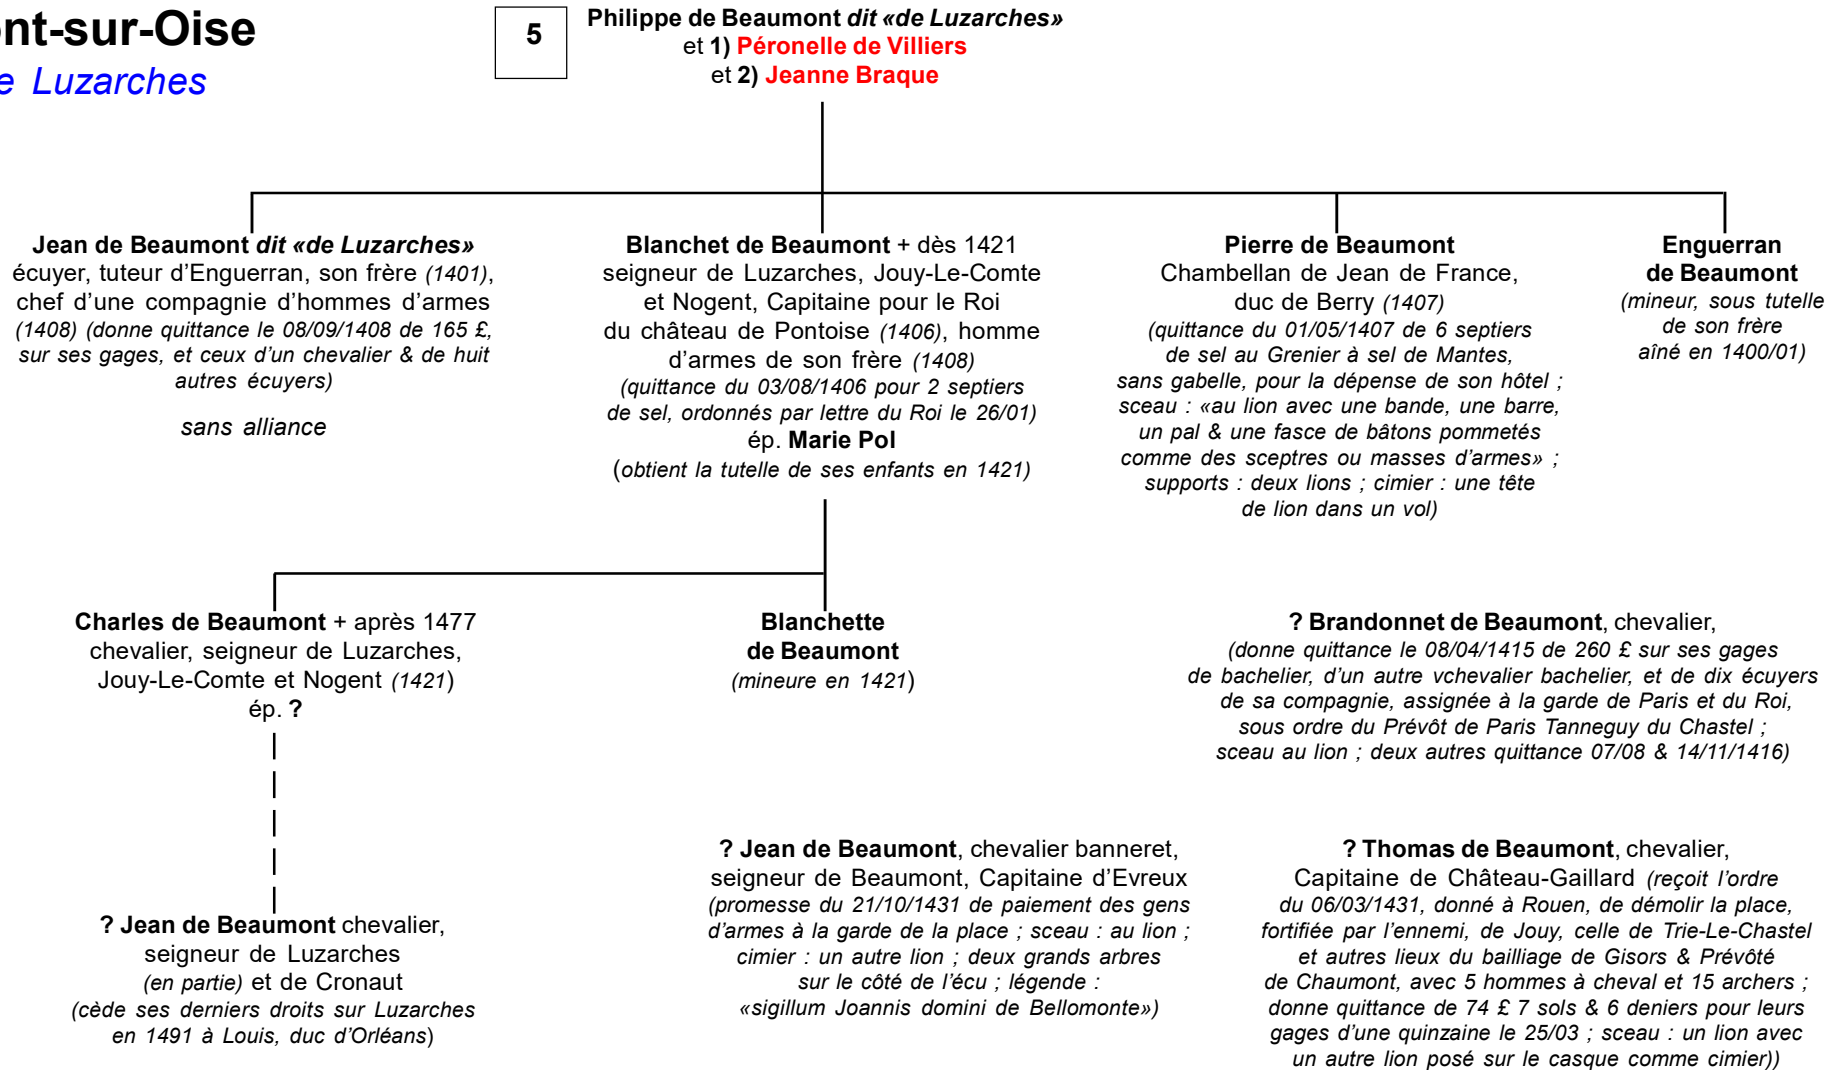 nt-sur-Oise
e Luzarches
5
Philippe de Beaumont dit «de Luzarches»
et 1) Péronelle de Villiers
et 2) Jeanne Braque
Jean de Beaumont dit «de Luzarches»
écuyer, tuteur d’Enguerran, son frère (1401),
chef d’une compagnie d’hommes d’armes
(1408) (donne quittance le 08/09/1408 de 165 £,
sur ses gages, et ceux d’un chevalier & de huit
autres écuyers)
sans alliance
Blanchet de Beaumont + dès 1421
seigneur de Luzarches, Jouy-Le-Comte
et Nogent, Capitaine pour le Roi
du château de Pontoise (1406), homme
d’armes de son frère (1408)
(quittance du 03/08/1406 pour 2 septiers
de sel, ordonnés par lettre du Roi le 26/01)
ép. Marie Pol
(obtient la tutelle de ses enfants en 1421)
Pierre de Beaumont
Chambellan de Jean de France,
duc de Berry (1407)
(quittance du 01/05/1407 de 6 septiers
de sel au Grenier à sel de Mantes,
sans gabelle, pour la dépense de son hôtel ;
sceau : «au lion avec une bande, une barre,
un pal & une fasce de bâtons pommetés
comme des sceptres ou masses d’armes» ;
supports : deux lions ; cimier : une tête
de lion dans un vol)
Enguerran
de Beaumont
(mineur, sous tutelle
de son frère
aîné en 1400/01)
Charles de Beaumont + après 1477
chevalier, seigneur de Luzarches,
Jouy-Le-Comte et Nogent (1421)
ép. ?
Blanchette
de Beaumont
(mineure en 1421)
? Brandonnet de Beaumont, chevalier,
(donne quittance le 08/04/1415 de 260 £ sur ses gages
de bachelier, d’un autre vchevalier bachelier, et de dix écuyers
de sa compagnie, assignée à la garde de Paris et du Roi,
sous ordre du Prévôt de Paris Tanneguy du Chastel ;
sceau au lion ; deux autres quittance 07/08 & 14/11/1416)
? Jean de Beaumont chevalier,
seigneur de Luzarches
(en partie) et de Cronaut
(cède ses derniers droits sur Luzarches
en 1491 à Louis, duc d’Orléans)
? Jean de Beaumont, chevalier banneret,
seigneur de Beaumont, Capitaine d’Evreux
(promesse du 21/10/1431 de paiement des gens
d’armes à la garde de la place ; sceau : au lion ;
cimier : un autre lion ; deux grands arbres
sur le côté de l’écu ; légende :
«sigillum Joannis domini de Bellomonte»)
? Thomas de Beaumont, chevalier,
Capitaine de Château-Gaillard (reçoit l’ordre
du 06/03/1431, donné à Rouen, de démolir la place,
fortifiée par l’ennemi, de Jouy, celle de Trie-Le-Chastel
et autres lieux du bailliage de Gisors & Prévôté
de Chaumont, avec 5 hommes à cheval et 15 archers ;
donne quittance de 74 £ 7 sols & 6 deniers pour leurs
gages d’une quinzaine le 25/03 ; sceau : un lion avec
un autre lion posé sur le casque comme cimier))